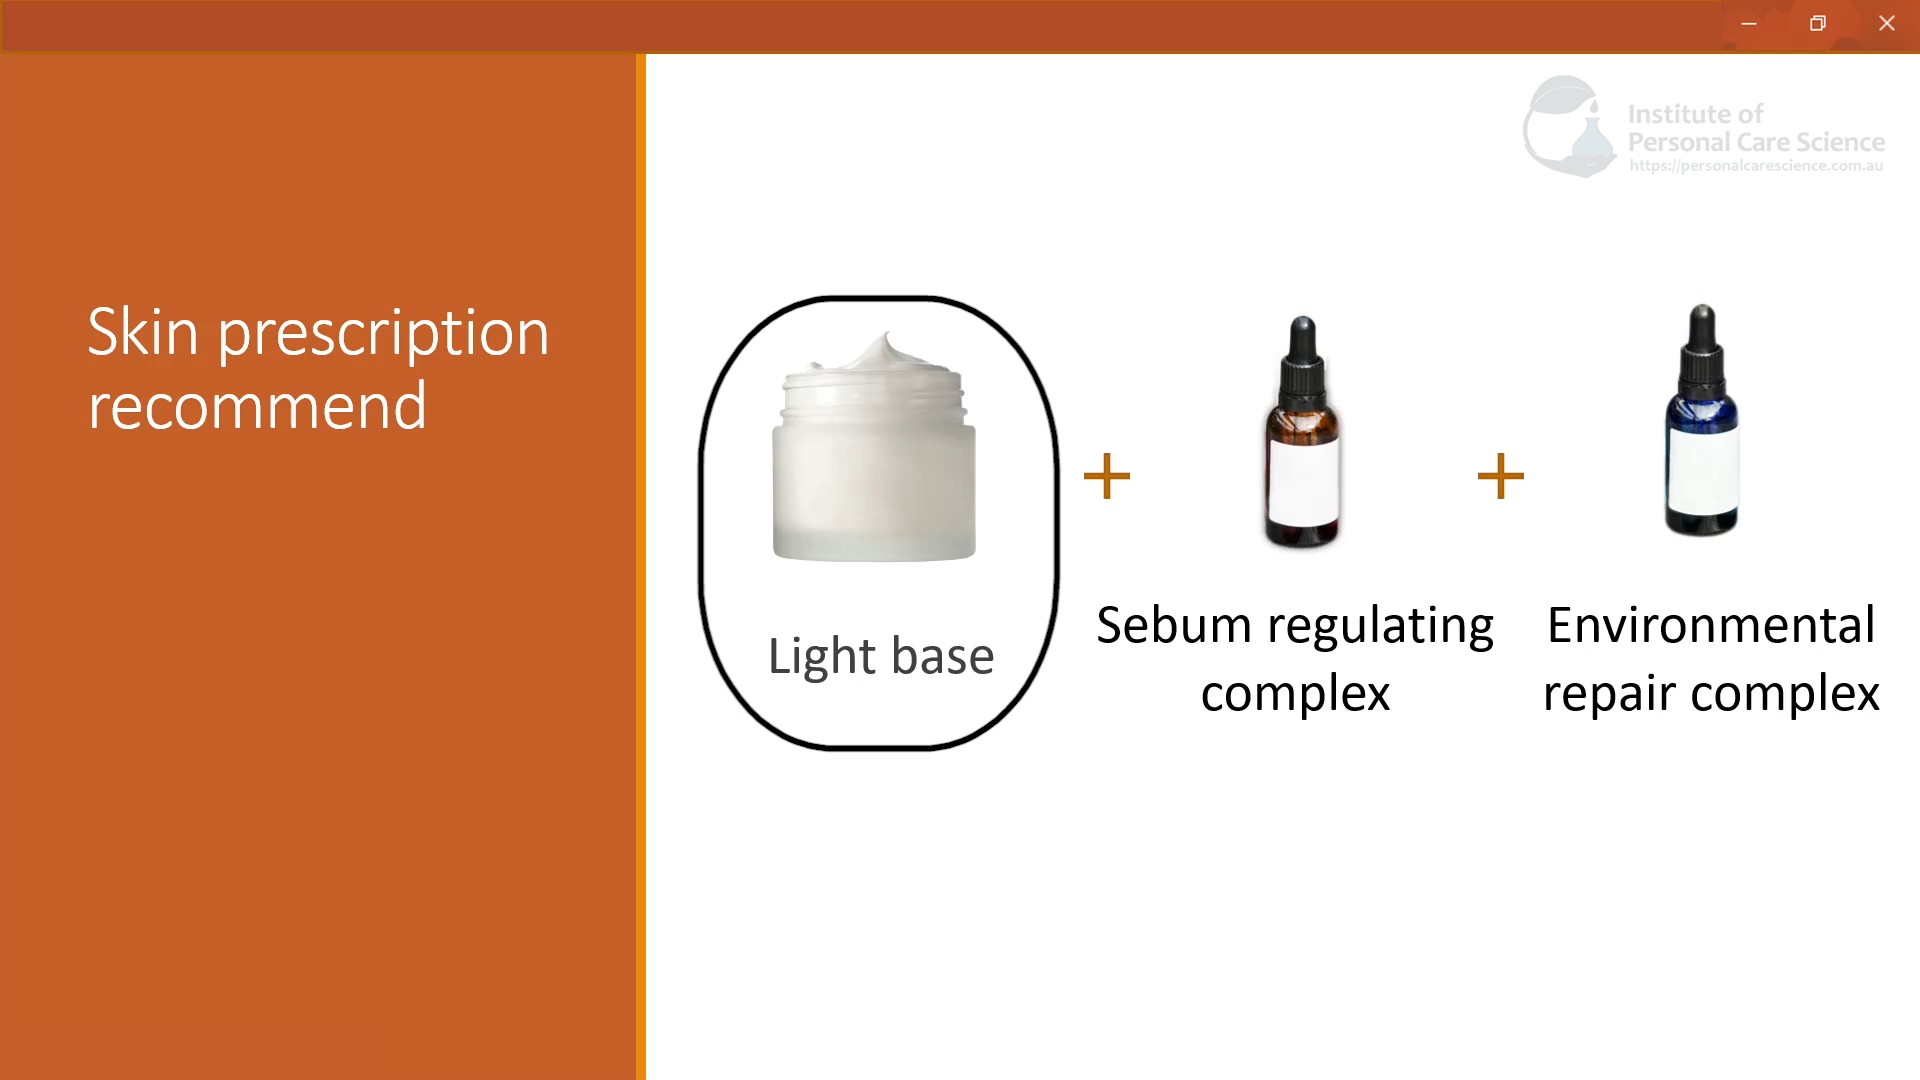 Institute of
Personal Care Science
https://personalcarescience.com.au
Skin prescription
recommend
Light base
+
Sebum regulating
complex
+
Environmental
repair complex